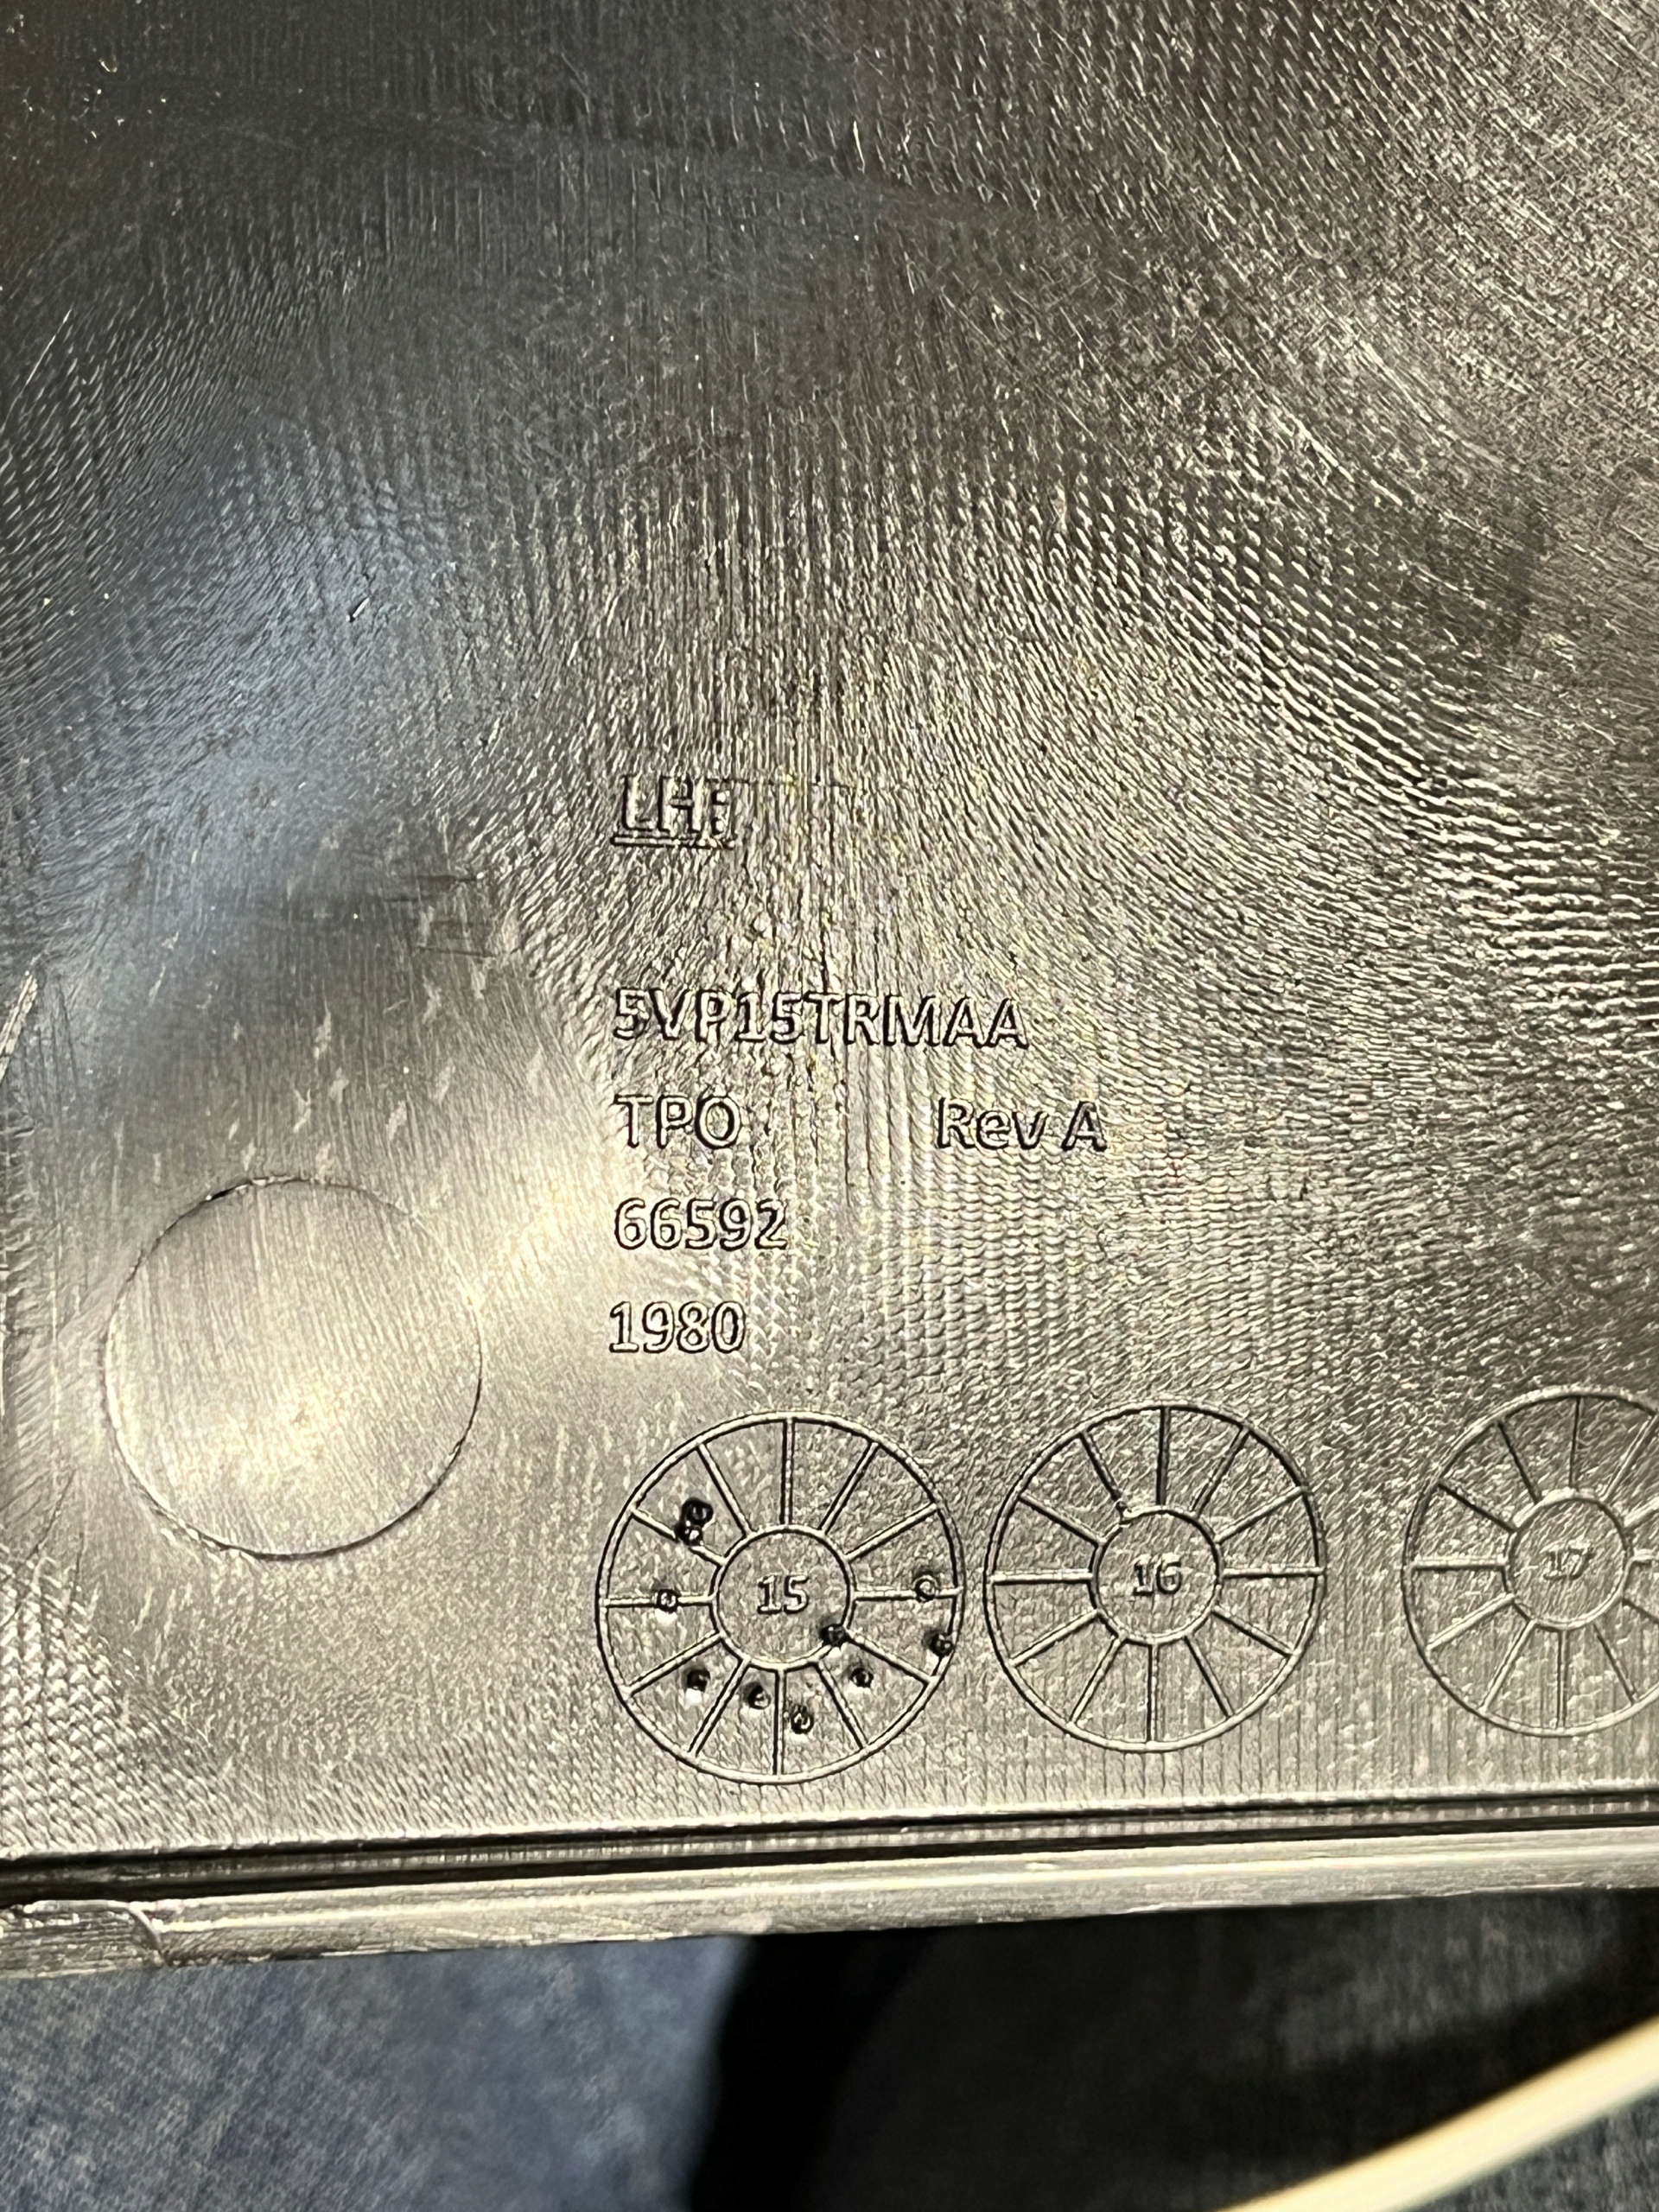 LHF
5VP15TRMAA
TPO Rev A
66592
1980
15 16 17